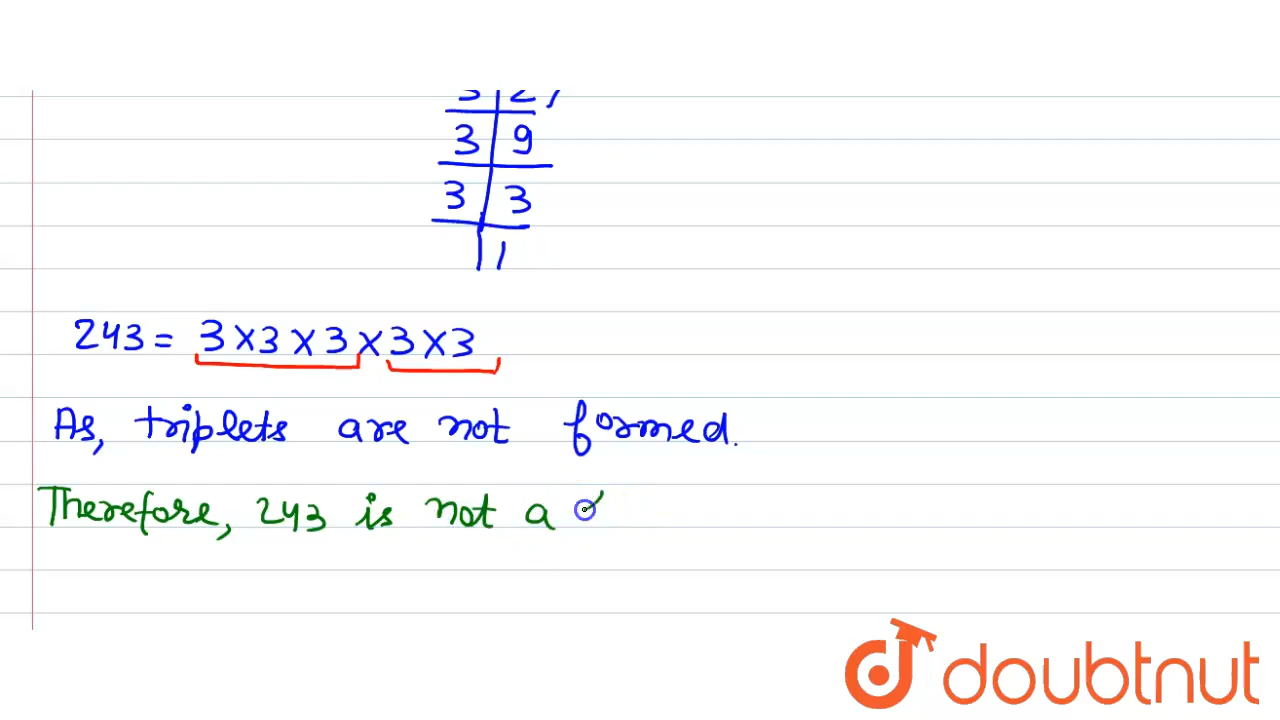 3 9
3 3
1
243 = 3 × 3 × 3 × 3 × 3
As, triplets are not formed.
Therefore, 243 is not a
doubtnut